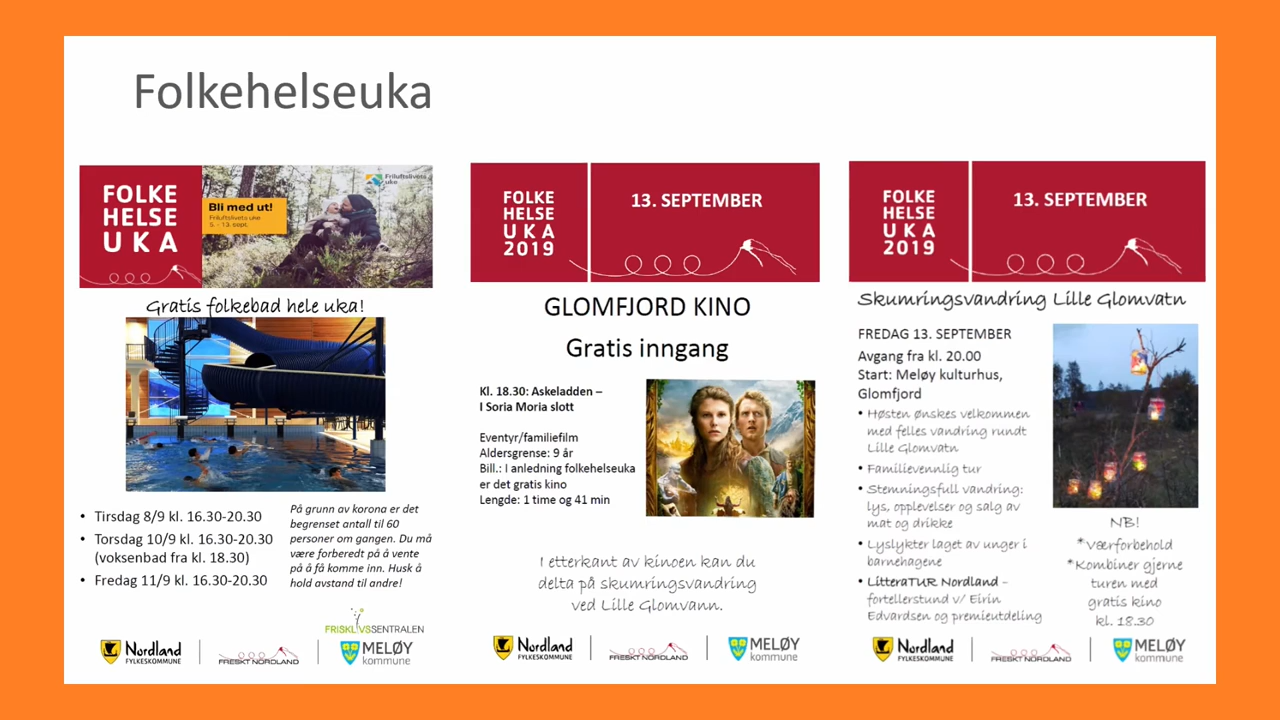 Folkehelseuka
FOLKE
HELSE
UKA
Bli med ut!
Friluftslivets uke
5. - 13. sept.
Friluftslivets
uke
Gratis folkebad hele uka!
• Tirsdag 8/9 kl. 16.30-20.30
• Torsdag 10/9 kl. 16.30-20.30
(voksenbad fra kl. 18.30)
• Fredag 11/9 kl. 16.30-20.30
På grunn av korona er det
begrenset antall til 60
personer om gangen. Du må
være forberedt på å vente
på å få komme inn. Husk å
hold avstand til andre!
FRISKLIVSSENTRALEN
Nordland
FYLKESKOMMUNE
FRESKT NORDLAND
MELØY
kommune
FOLKE
HELSE
UKA
2019
13. SEPTEMBER
GLOMFJORD KINO
Gratis inngang
Kl. 18.30: Askeladden –
I Soria Moria slott
Eventyr/familiefilm
Aldersgrense: 9 år
Bill.: I anledning folkehelseuka
er det gratis kino
Lengde: 1 time og 41 min
I etterkant av kinoen kan du
delta på skumringsvandring
ved Lille Glomvann.
Nordland
FYLKESKOMMUNE
FRESKT NORDLAND
MELØY
kommune
FOLKE
HELSE
UKA
2019
13. SEPTEMBER
Skumringsvandring Lille Glomvatn
FREDAG 13. SEPTEMBER
Avgang fra kl. 20.00
Start: Meløy kulturhus,
Glomfjord
• Høsten ønskes velkommen
med felles vandring rundt
Lille Glomvatn
• Familievennlig tur
• Stemningsfull vandring:
lys, opplevelser og salg av
mat og drikke
• Lyslykter laget av unger i
barnehagene
• LitteraTUR Nordland –
fortellerstund v/ Eirin
Edvardsen og premieutdeling
NB!
*Værforbehold
*Kombiner gjerne
turen med
gratis kino
kl. 18.30
Nordland
FYLKESKOMMUNE
FRESKT NORDLAND
MELØY
kommune